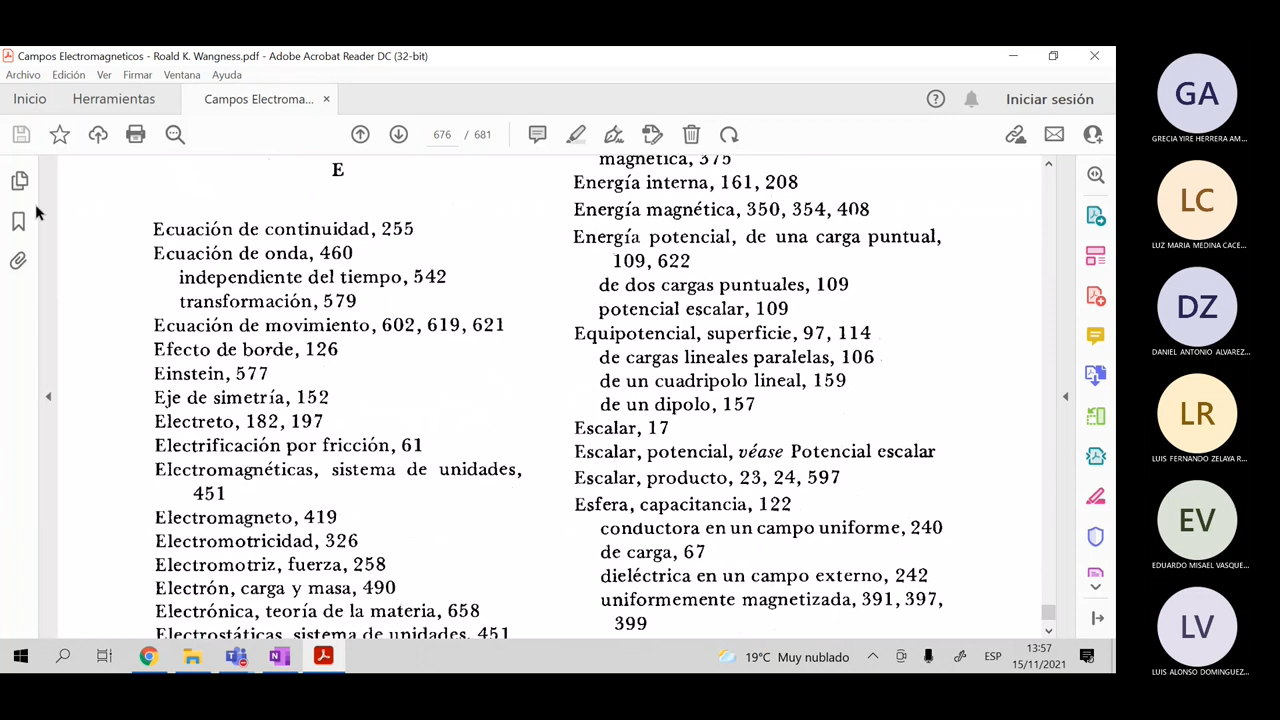 Campos Electromagneticos - Roald K. Wangness.pdf - Adobe Acrobat Reader DC (32-bit)
Archivo Edición Ver Firmar Ventana Ayuda
Inicio Herramientas Campos Electroma... × Iniciar sesión
676 / 681
E
Ecuación de continuidad, 255
Ecuación de onda, 460
independiente del tiempo, 542
transformación, 579
Ecuación de movimiento, 602, 619, 621
Efecto de borde, 126
Einstein, 577
Eje de simetría, 152
Electreto, 182, 197
Electrificación por fricción, 61
Electromagnéticas, sistema de unidades,
451
Electromagneto, 419
Electromotricidad, 326
Electromotriz, fuerza, 258
Electrón, carga y masa, 490
Electrónica, teoría de la materia, 658
Electrostáticas, sistema de unidades, 451
magnética, 375
Energía interna, 161, 208
Energía magnética, 350, 354, 408
Energía potencial, de una carga puntual,
109, 622
de dos cargas puntuales, 109
potencial escalar, 109
Equipotencial, superficie, 97, 114
de cargas lineales paralelas, 106
de un cuadripolo lineal, 159
de un dipolo, 157
Escalar, 17
Escalar, potencial, véase Potencial escalar
Escalar, producto, 23, 24, 597
Esfera, capacitancia, 122
conductora en un campo uniforme, 240
de carga, 67
dieléctrica en un campo externo, 242
uniformemente magnetizada, 391, 397,
399
19°C Muy nublado
ESP
13:57
15/11/2021
GA
GRECIA YIRE HERRERA AM...
LC
LUZ MARIA MEDINA CACE...
DZ
DANIEL ANTONIO ALVAREZ...
LR
LUIS FERNANDO ZELAYA R...
EV
EDUARDO MISAEL VASQUE...
LV
LUIS ALONSO DOMINGUEZ...